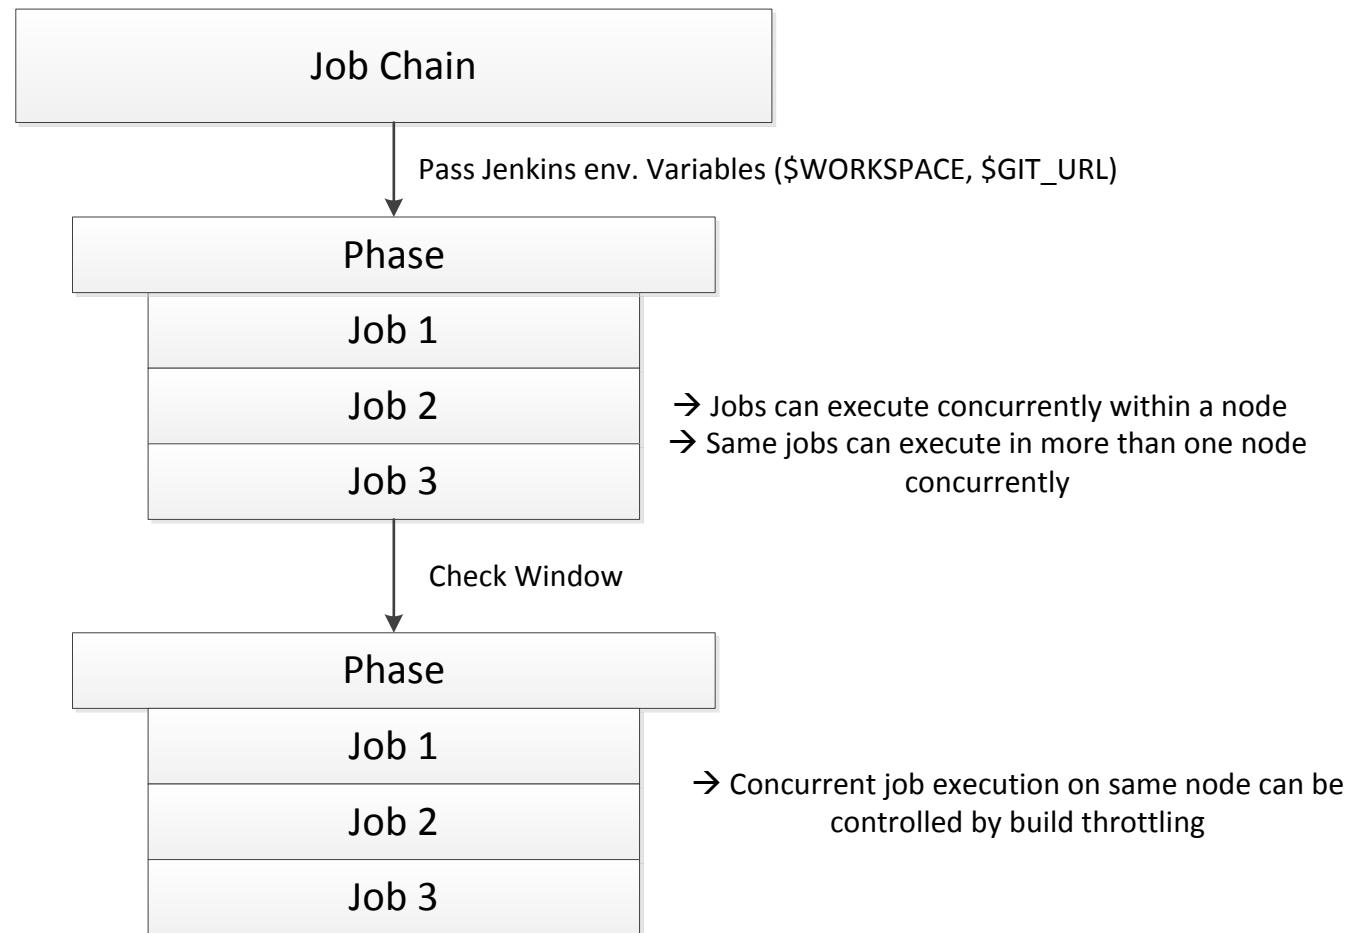 Job Chain
Pass Jenkins env. Variables ($WORKSPACE, $GIT_URL)
Phase
Job 1
Job 2
Job 3
→ Jobs can execute concurrently within a node
→ Same jobs can execute in more than one node
concurrently
Check Window
Phase
Job 1
Job 2
Job 3
→ Concurrent job execution on same node can be
controlled by build throttling